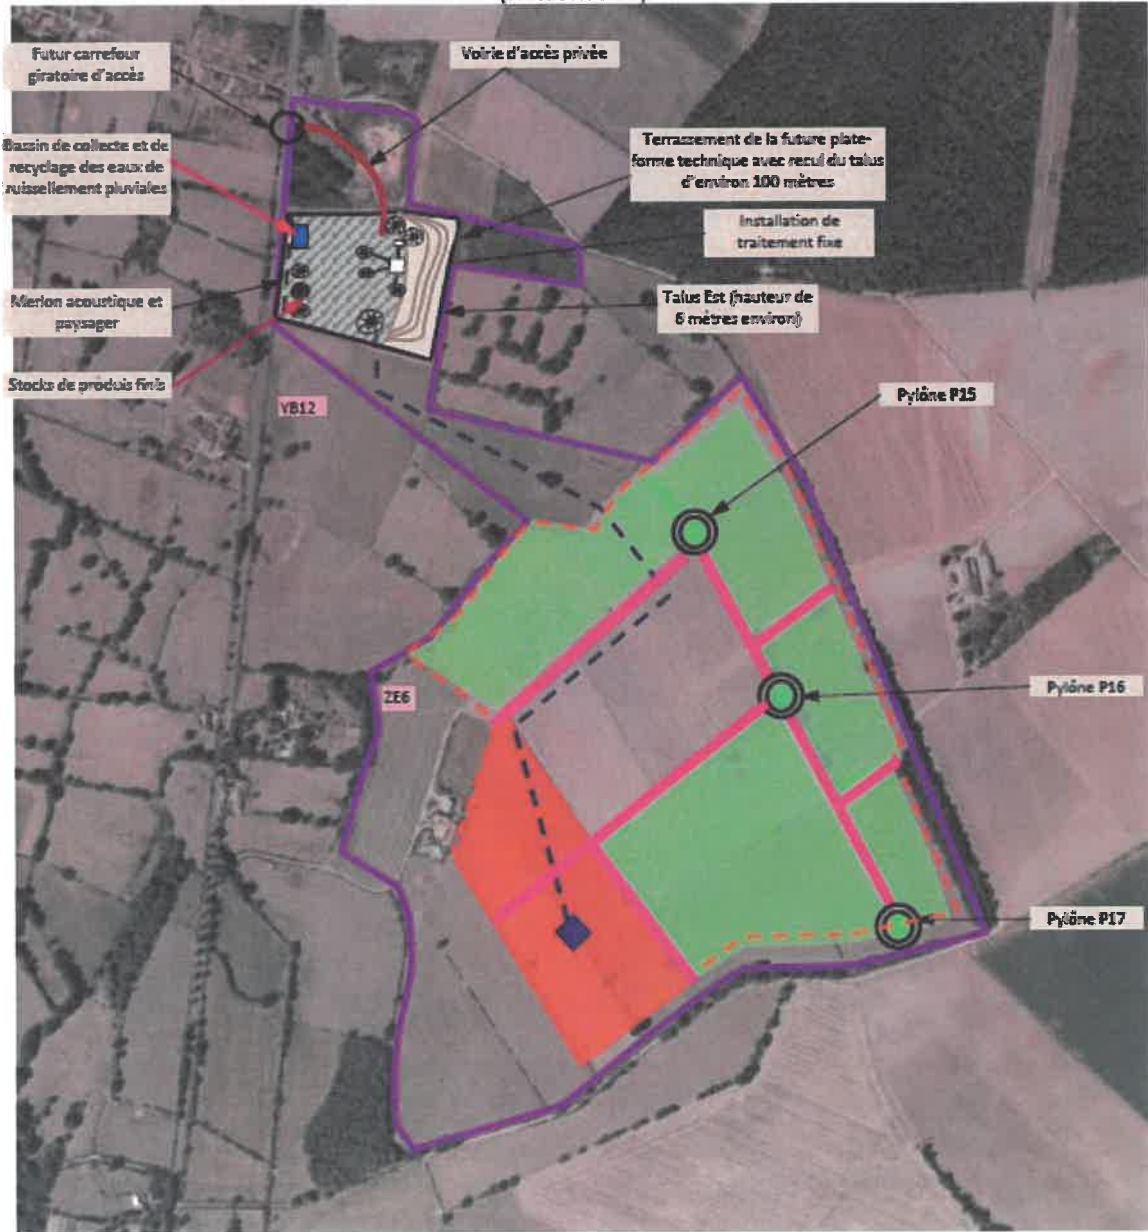 Futur carrefour
giratoire d'accès
Voirie d'accès privée
Bassin de collecte et de
recyclage des eaux de
ruissellement pluviales
Terrassement de la future plate-
forme technique avec recul du talus
d'environ 100 mètres
Installation de
traitement fixe
Merlon acoustique et
paysager
Talus Est (hauteur de
6 mètres environ)
Stocks de produis finis
YB12
Pylône P15
ZE6
Pylône P16
Pylône P17